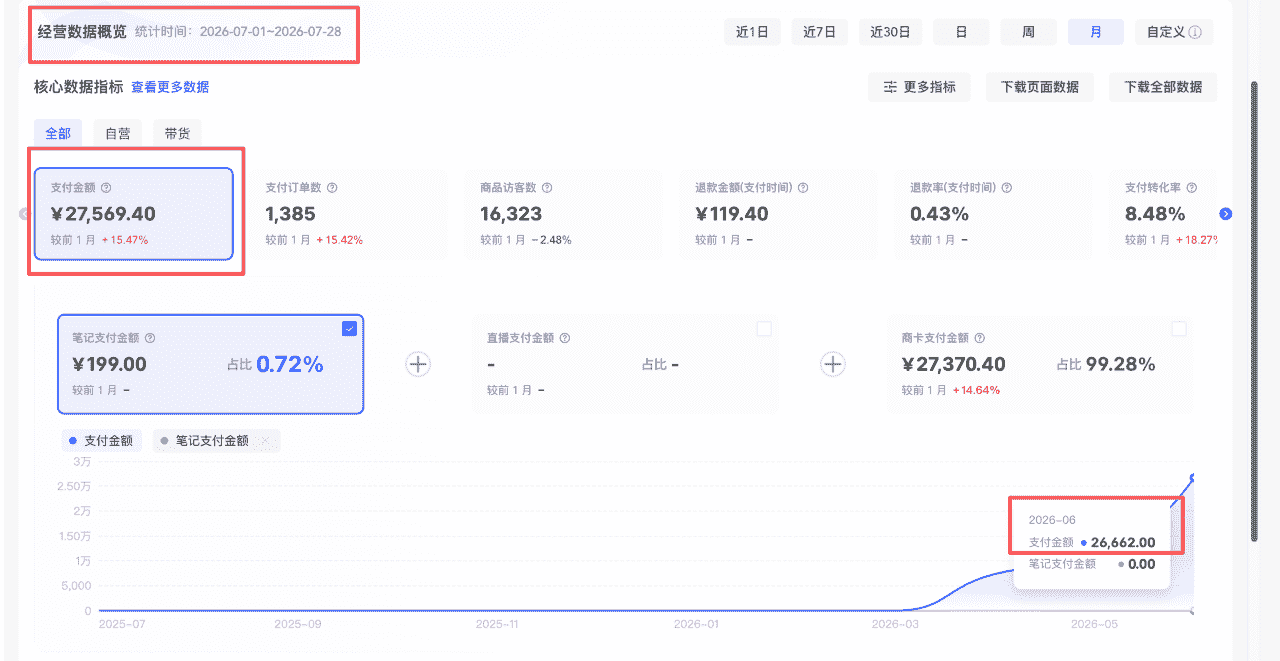 经营数据概览 统计时间：2026-07-01~2026-07-28 近1日 近7日 近30日 日 周 月 自定义
核心数据指标 查看更多数据 更多指标 下载页面数据 下载全部数据
全部 自营 带货
支付金额 支付订单数 商品访客数 退款金额(支付时间) 退款率(支付时间) 支付转化率
¥27,569.40 1,385 16,323 ¥119.40 0.43% 8.48%
较前 1 月 +15.47% 较前 1 月 +15.42% 较前 1 月 -2.48% 较前 1 月 - 较前 1 月 - 较前 1 月 +18.27%
笔记支付金额 直播支付金额 商卡支付金额
¥199.00 占比 0.72% - 占比 - ¥27,370.40 占比 99.28%
较前 1 月 - 较前 1 月 - 较前 1 月 +14.64%
支付金额 笔记支付金额
3万
2.50万
2万
1.50万
1万
5,000
0
2026-06
支付金额 26,662.00
笔记支付金额 0.00
2025-07 2025-09 2025-11 2026-01 2026-03 2026-05